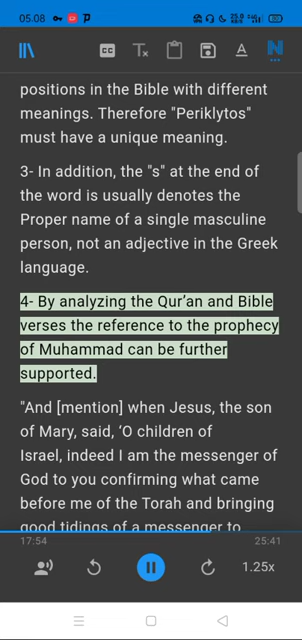 05.08
positions in the Bible with different
meanings. Therefore "Periklytos"
must have a unique meaning.
3- In addition, the "s" at the end of
the word is usually denotes the
Proper name of a single masculine
person, not an adjective in the Greek
language.
4- By analyzing the Qur’an and Bible
verses the reference to the prophecy
of Muhammad can be further
supported.
"And [mention] when Jesus, the son
of Mary, said, ‘O children of
Israel, indeed I am the messenger of
God to you confirming what came
before me of the Torah and bringing
good tidings of a messenger to
17:54 25:41
1.25x